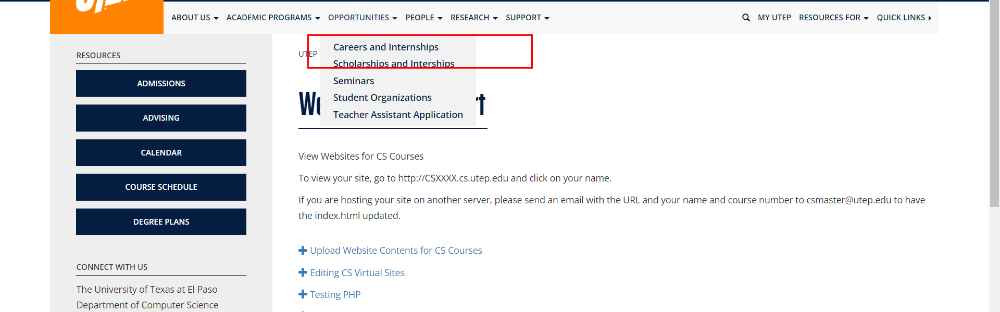 ABOUT US ACADEMIC PROGRAMS OPPORTUNITIES PEOPLE RESEARCH SUPPORT MY UTEP RESOURCES FOR QUICK LINKS
RESOURCES
ADMISSIONS
ADVISING
CALENDAR
COURSE SCHEDULE
DEGREE PLANS
CONNECT WITH US
The University of Texas at El Paso
Department of Computer Science
UTEP
Careers and Internships
Scholarships and Interships
Seminars
Student Organizations
Teacher Assistant Application
View Websites for CS Courses
To view your site, go to http://CSXXXX.cs.utep.edu and click on your name.
If you are hosting your site on another server, please send an email with the URL and your name and course number to csmaster@utep.edu to have
the index.html updated.
Upload Website Contents for CS Courses
Editing CS Virtual Sites
Testing PHP